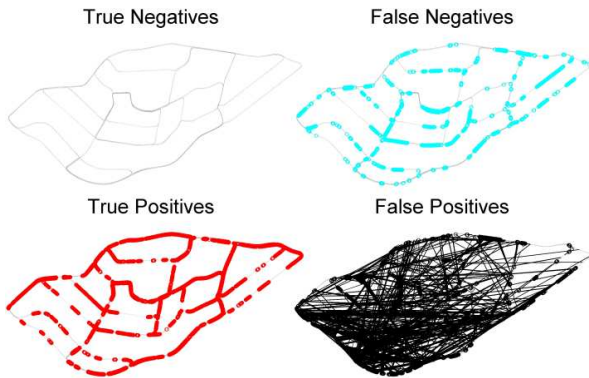 True Negatives
False Negatives
True Positives
False Positives